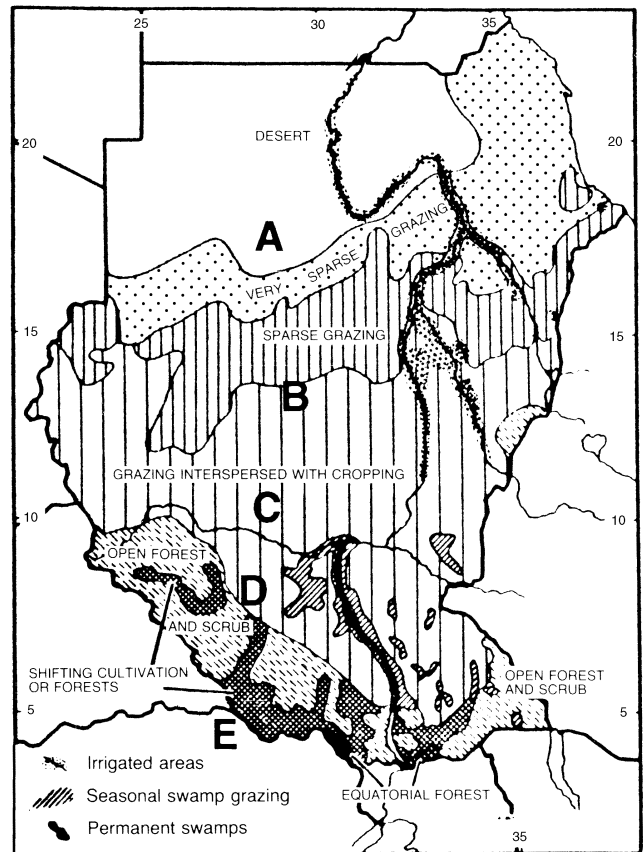 25 30 35
20 DESERT 20
A
VERY SPARSE GRAZING
15 SPARSE GRAZING 15
B
GRAZING INTERSPERSED WITH CROPPING
C
10 10
OPEN FOREST
D
AND SCRUB
SHIFTING CULTIVATION
OR FORESTS
OPEN FOREST
AND SCRUB
5 5
E
Irrigated areas
EQUATORIAL FOREST
Seasonal swamp grazing
Permanent swamps
35